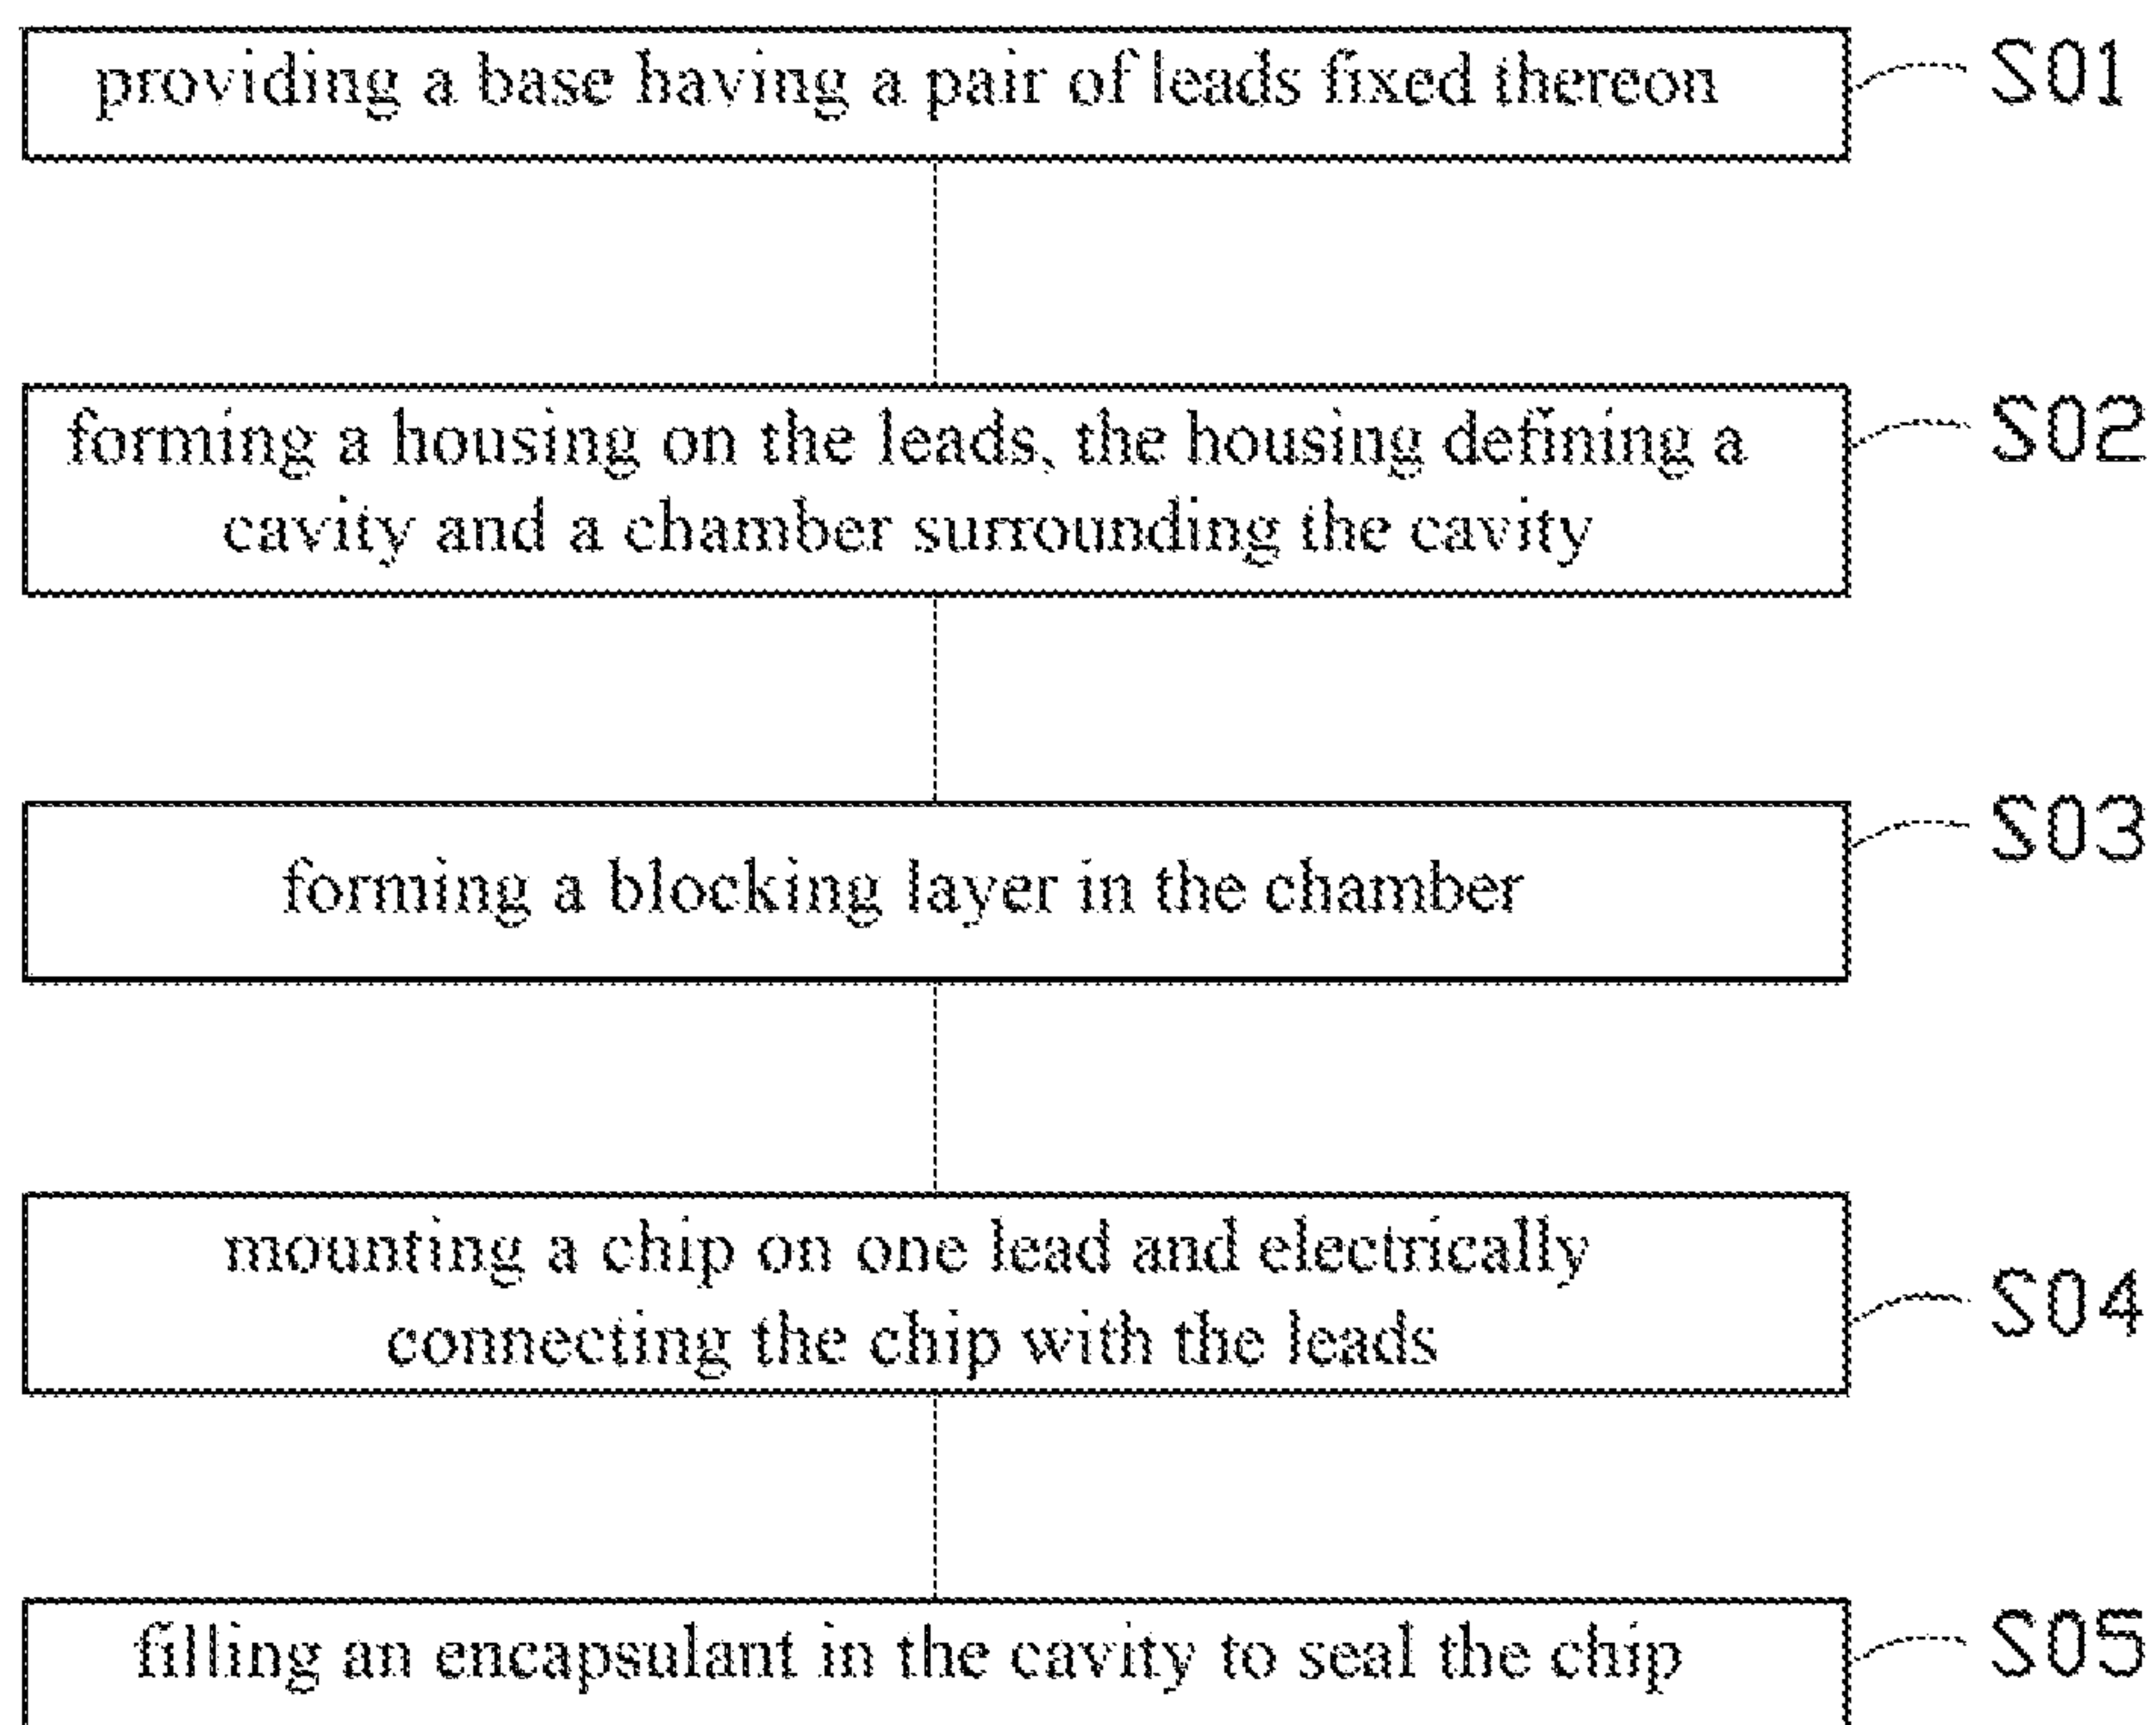 providing a base having a pair of leads fixed thereon
S01
forming a housing on the leads, the housing defining a
cavity and a chamber surrounding the cavity
S02
forming a blocking layer in the chamber
S03
mounting a chip on one lead and electrically
connecting the chip with the leads
S04
filling an encapsulant in the cavity to seal the chip
S05